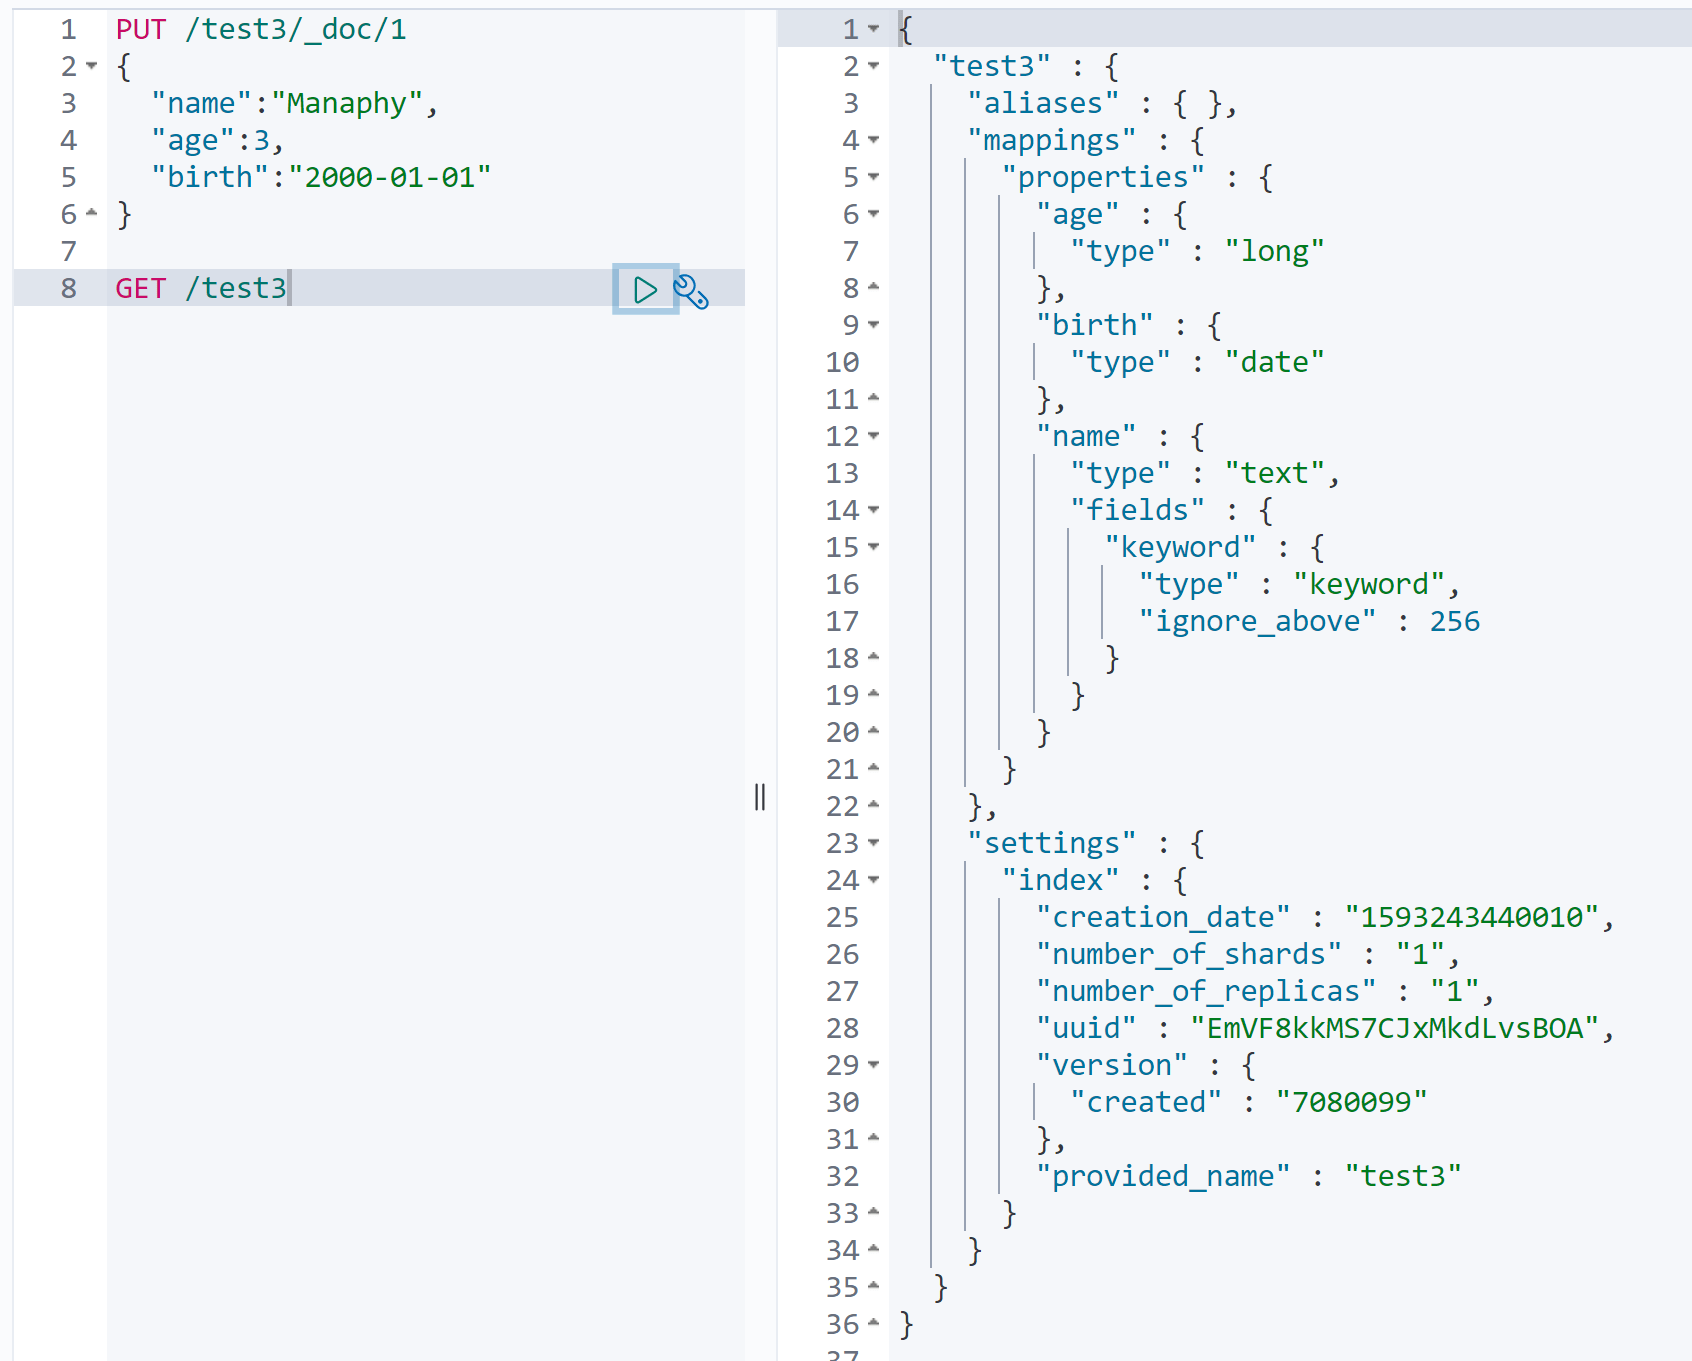 1 PUT /test3/_doc/1
2 {
3 "name":"Manaphy",
4 "age":3,
5 "birth":"2000-01-01"
6 }
7
8 GET /test3
1 {
2 "test3" : {
3 "aliases" : { },
4 "mappings" : {
5 "properties" : {
6 "age" : {
7 "type" : "long"
8 },
9 "birth" : {
10 "type" : "date"
11 },
12 "name" : {
13 "type" : "text",
14 "fields" : {
15 "keyword" : {
16 "type" : "keyword",
17 "ignore_above" : 256
18 }
19 }
20 }
21 }
22 },
23 "settings" : {
24 "index" : {
25 "creation_date" : "1593243440010",
26 "number_of_shards" : "1",
27 "number_of_replicas" : "1",
28 "uuid" : "EmVF8kkMS7CJxMkdLvsBOA",
29 "version" : {
30 "created" : "7080099"
31 },
32 "provided_name" : "test3"
33 }
34 }
35 }
36 }
37